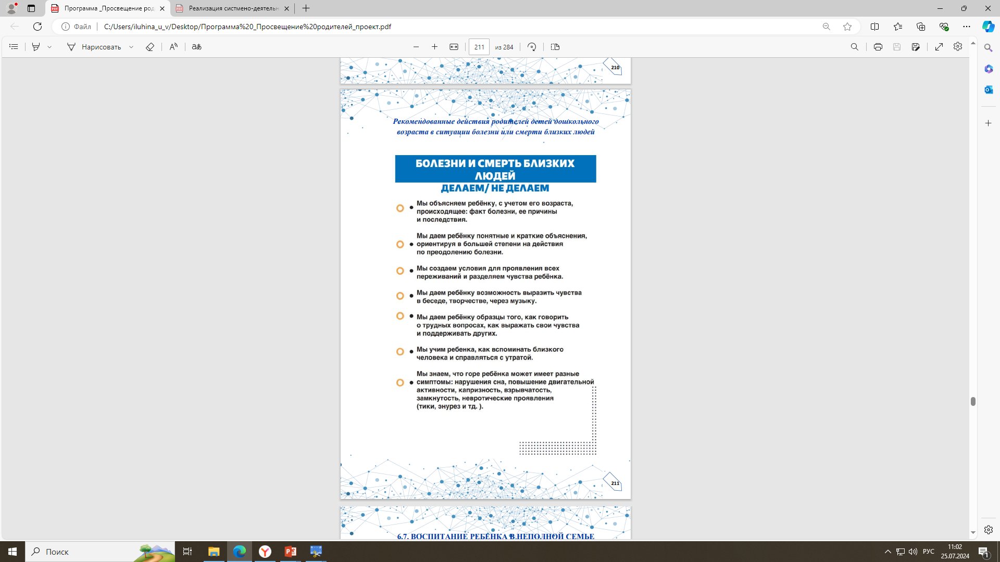 Программа _Просвещение род
Реализация систмено-деятельн
Файл
C:/Users/iluhina_u_v/Desktop/Программа%20_Просвещение%20родителей_проект.pdf
Нарисовать
аあ
211
из 284
210
Рекомендованные действия родителей детей дошкольного
возраста в ситуации болезни или смерти близких людей
БОЛЕЗНИ И СМЕРТЬ БЛИЗКИХ
ЛЮДЕЙ
ДЕЛАЕМ/ НЕ ДЕЛАЕМ
Мы объясняем ребёнку, с учетом его возраста,
происходящее: факт болезни, ее причины
и последствия.
Мы даем ребёнку понятные и краткие объяснения,
ориентируя в большей степени на действия
по преодолению болезни.
Мы создаем условия для проявления всех
переживаний и разделяем чувства ребёнка.
Мы даем ребёнку возможность выразить чувства
в беседе, творчестве, через музыку.
Мы даем ребёнку образцы того, как говорить
о трудных вопросах, как выражать свои чувства
и поддерживать других.
Мы учим ребенка, как вспоминать близкого
человека и справляться с утратой.
Мы знаем, что горе ребёнка может имеет разные
симптомы: нарушения сна, повышение двигательной
активности, капризность, взрывчатость,
замкнутость, невротические проявления
(тики, энурез и тд. ).
211
6.7. ВОСПИТАНИЕ РЕБЁНКА В НЕПОЛНОЙ СЕМЬЕ
Поиск
РУС
11:02
25.07.2024
1